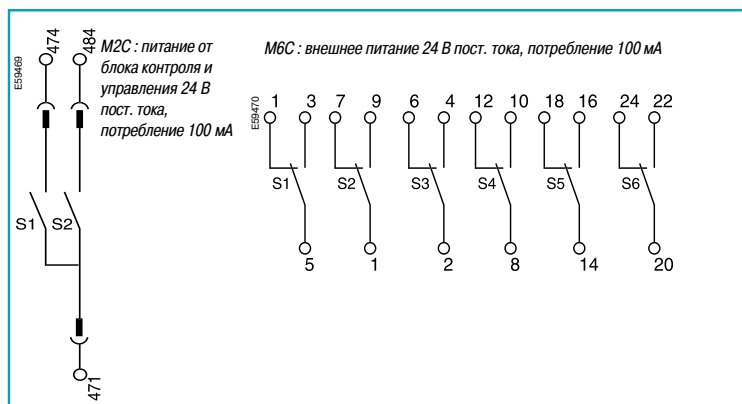 474 484
E59469
M2C : питание от
блока контроля и
управления 24 В
пост. тока,
потребление 100 мА
S1 S2
471
M6C : внешнее питание 24 В пост. тока, потребление 100 мА
E59470
1 3 7 9 6 4 12 10 18 16 24 22
S1 S2 S3 S4 S5 S6
5 1 2 8 14 20